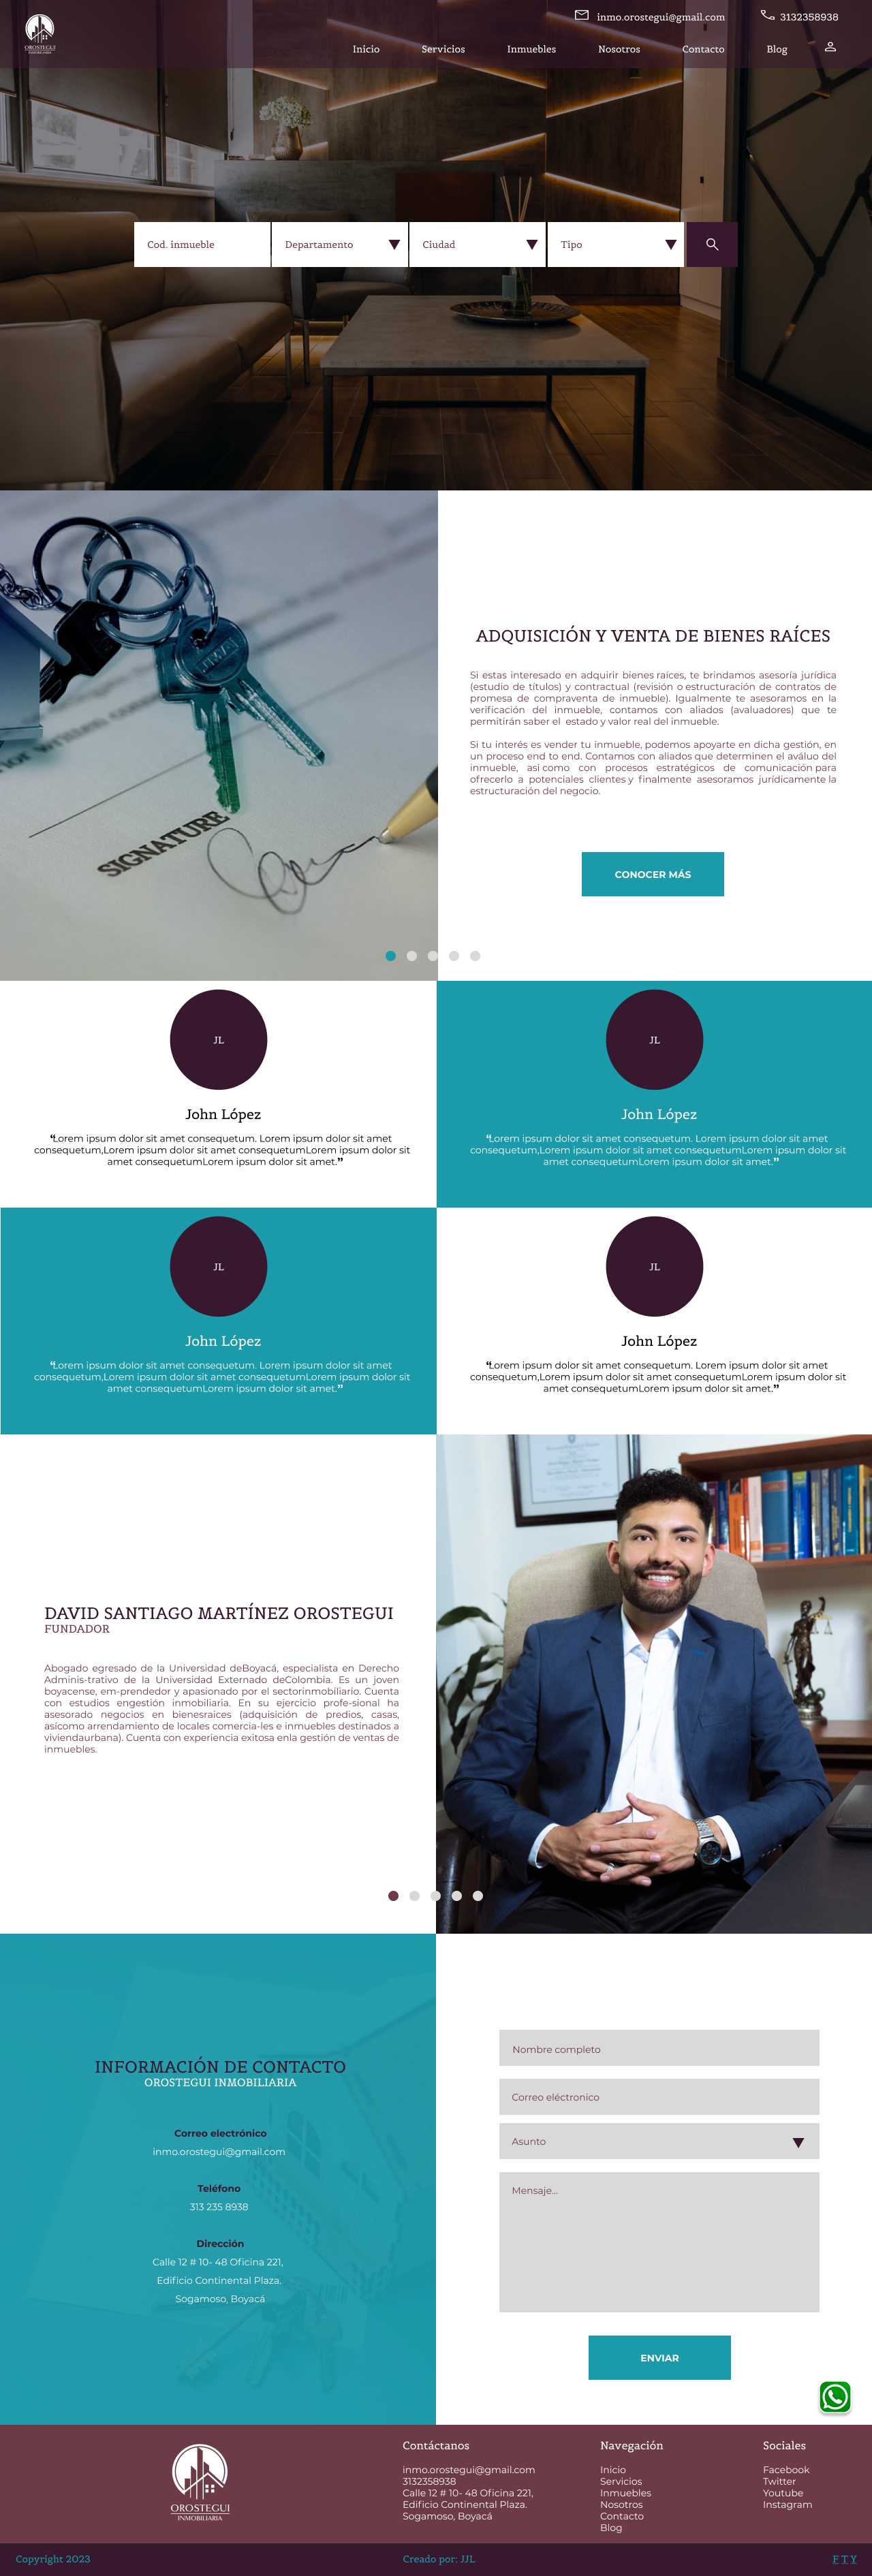 inmo.orostegui@gmail.com 3132358938
OROSTEGUI
INMOBILIARIA
Inicio Servicios Inmuebles Nosotros Contacto Blog
Cod. inmueble Departamento Ciudad Tipo
SIGNATURE
ADQUISICIÓN Y VENTA DE BIENES RAÍCES
Si estas interesado en adquirir bienes raíces, te brindamos asesoría jurídica
(estudio de títulos) y contractual (revisión o estructuración de contratos de
promesa de compraventa de inmueble). Igualmente te asesoramos en la
verificación del inmueble, contamos con aliados (avaluadores) que te
permitirán saber el estado y valor real del inmueble.
Si tu interés es vender tu inmueble, podemos apoyarte en dicha gestión, en
un proceso end to end. Contamos con aliados que determinen el avalúo del
inmueble, asi como con procesos estratégicos de comunicación para
ofrecerlo a potenciales clientes y finalmente asesoramos jurídicamente la
estructuración del negocio.
CONOCER MÁS
JL
John López
“Lorem ipsum dolor sit amet consequetum. Lorem ipsum dolor sit amet
consequetum,Lorem ipsum dolor sit amet consequetumLorem ipsum dolor sit
amet consequetumLorem ipsum dolor sit amet.”
JL
John López
“Lorem ipsum dolor sit amet consequetum. Lorem ipsum dolor sit amet
consequetum,Lorem ipsum dolor sit amet consequetumLorem ipsum dolor sit
amet consequetumLorem ipsum dolor sit amet.”
JL
John López
“Lorem ipsum dolor sit amet consequetum. Lorem ipsum dolor sit amet
consequetum,Lorem ipsum dolor sit amet consequetumLorem ipsum dolor sit
amet consequetumLorem ipsum dolor sit amet.”
JL
John López
“Lorem ipsum dolor sit amet consequetum. Lorem ipsum dolor sit amet
consequetum,Lorem ipsum dolor sit amet consequetumLorem ipsum dolor sit
amet consequetumLorem ipsum dolor sit amet.”
DAVID SANTIAGO MARTÍNEZ OROSTEGUI
FUNDADOR
Abogado egresado de la Universidad deBoyacá, especialista en Derecho
Adminis-trativo de la Universidad Externado deColombia. Es un joven
boyacense, em-prendedor y apasionado por el sectorinmobiliario. Cuenta
con estudios engestión inmobiliaria. En su ejercicio profe-sional ha
asesorado negocios en bienesraices (adquisición de predios, casas,
asícomo arrendamiento de locales comercia-les e inmuebles destinados a
viviendaurbana). Cuenta con experiencia exitosa enla gestión de ventas de
inmuebles.
INFORMACIÓN DE CONTACTO
OROSTEGUI INMOBILIARIA
Correo electrónico
inmo.orostegui@gmail.com
Teléfono
313 235 8938
Dirección
Calle 12 # 10- 48 Oficina 221,
Edificio Continental Plaza.
Sogamoso, Boyacá
Nombre completo
Correo eléctronico
Asunto
Mensaje...
ENVIAR
OROSTEGUI
INMOBILIARIA
Contáctanos
inmo.orostegui@gmail.com
3132358938
Calle 12 # 10- 48 Oficina 221,
Edificio Continental Plaza.
Sogamoso, Boyacá
Navegación
Inicio
Servicios
Inmuebles
Nosotros
Contacto
Blog
Sociales
Facebook
Twitter
Youtube
Instagram
Copyright 2023 Creado por: JJL F T Y